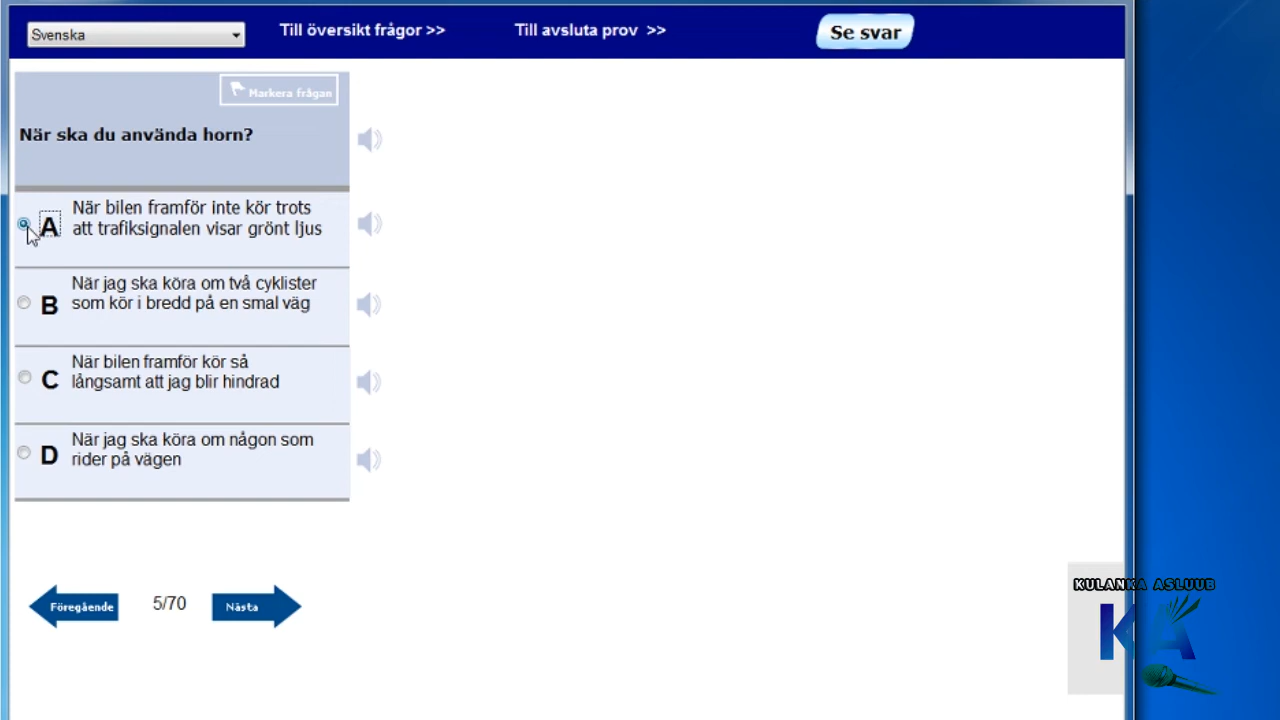 Svenska
Till översikt frågor >>
Till avsluta prov >>
Se svar
Markera frågan
När ska du använda horn?
A
När bilen framför inte kör trots
att trafiksignalen visar grönt ljus
B
När jag ska köra om två cyklister
som kör i bredd på en smal väg
C
När bilen framför kör så
långsamt att jag blir hindrad
D
När jag ska köra om någon som
rider på vägen
Föregående
5/70
Nästa
KULANKA ASLUUB
KA